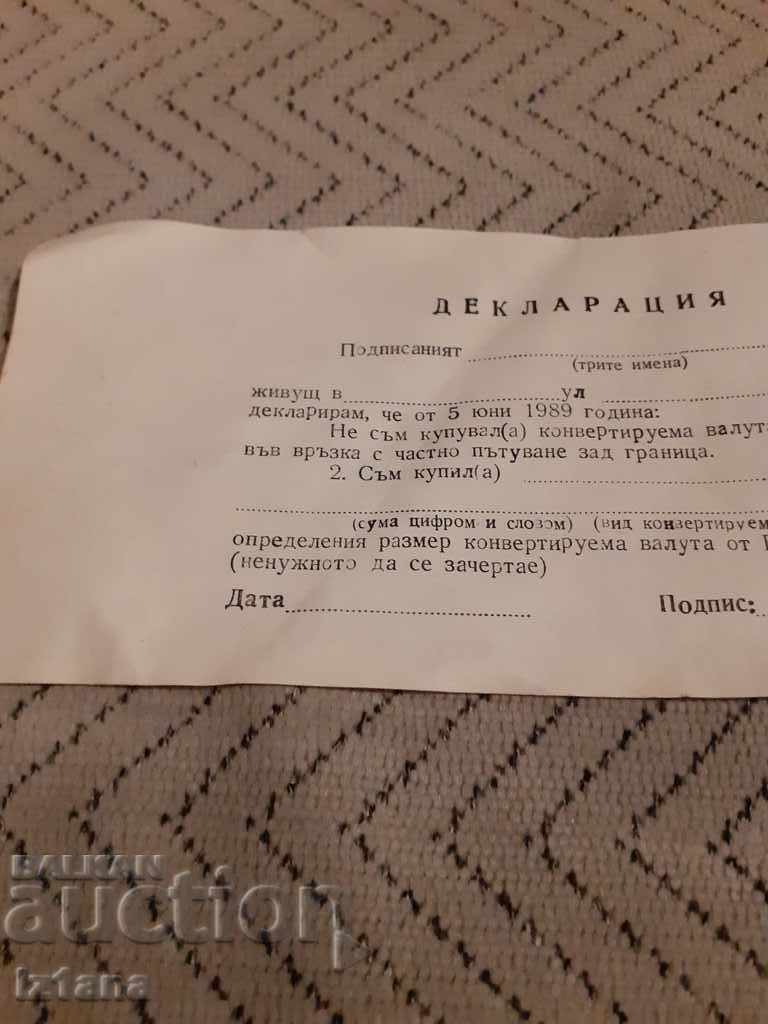 ДЕКЛАРАЦИЯ
Подписаният
(трите имена)
живущ в ул
декларирам, че от 5 юни 1989 година:
Не съм купувал(а) конвертируема валута
във връзка с частно пътуване зад граница.
2. Съм купил(а)
(сума цифром и словом) (вид конвертируем
определения размер конвертируема валута от
(ненужното да се зачертае)
Дата Подпис:
BALKAN
auction
Iz1ana